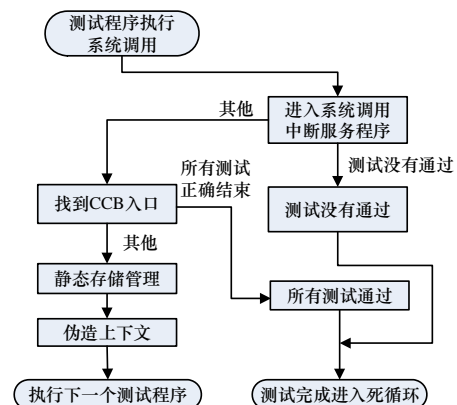 测试程序执行
系统调用
其他
进入系统调用
中断服务程序
所有测试
正确结束
测试没有通过
找到CCB入口
测试没有通过
其他
静态存储管理
所有测试通过
伪造上下文
执行下一个测试程序
测试完成进入死循环